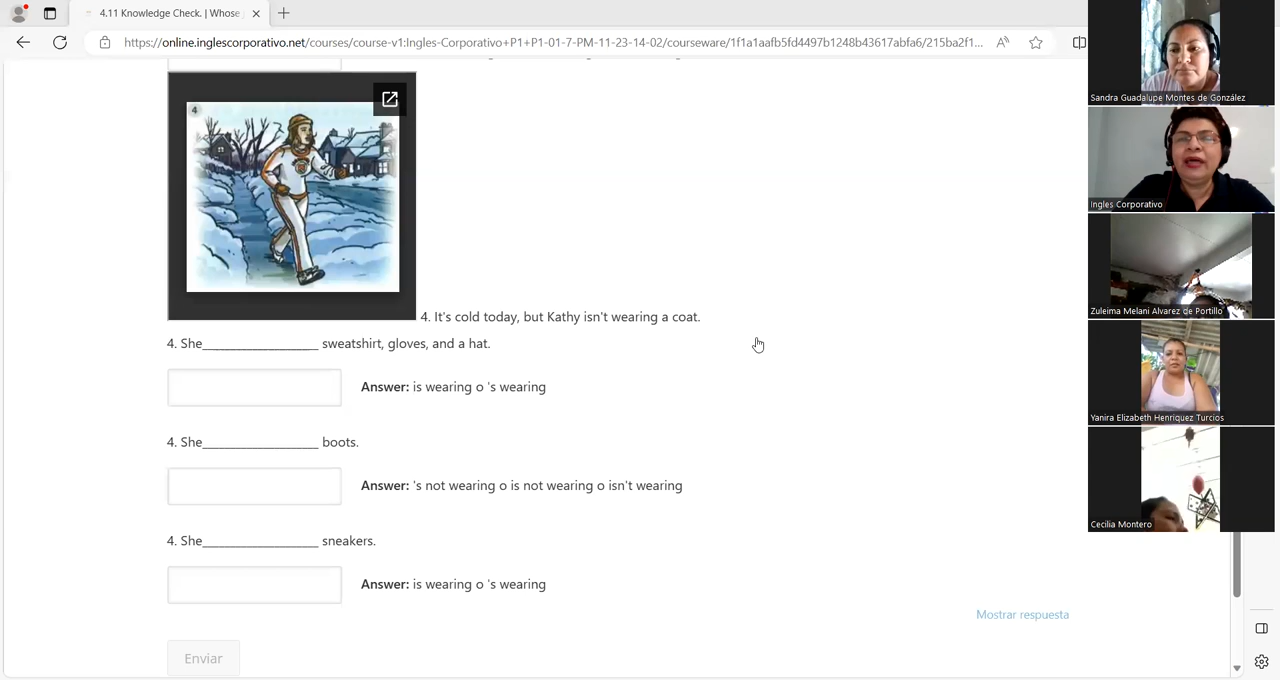 4.11 Knowledge Check. | Whose
https://online.inglescorporativo.net/courses/course-v1:Ingles-Corporativo+P1+P1-01-7-PM-11-23-14-02/courseware/1f1a1aafb5fd4497b1248b43617abfa6/215ba2f1...
4
4. It's cold today, but Kathy isn't wearing a coat.
4. She__________________ sweatshirt, gloves, and a hat.
Answer: is wearing o 's wearing
4. She__________________ boots.
Answer: 's not wearing o is not wearing o isn't wearing
4. She__________________ sneakers.
Answer: is wearing o 's wearing
Mostrar respuesta
Enviar
Sandra Guadalupe Montes de González
Ingles Corporativo
Zuleima Melani Alvarez de Portillo
Yanira Elizabeth Henriquez Turcios
Cecilia Montero